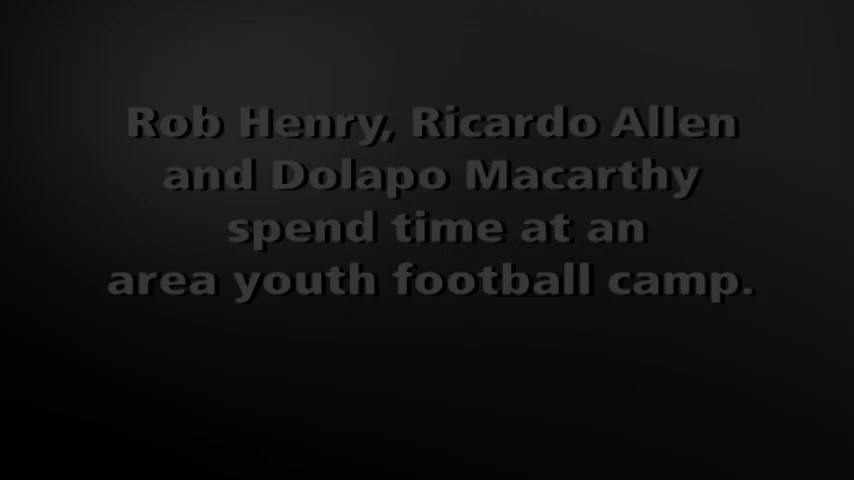 Rob Henry, Ricardo Allen
and Dolapo Macarthy
spend time at an
area youth football camp.